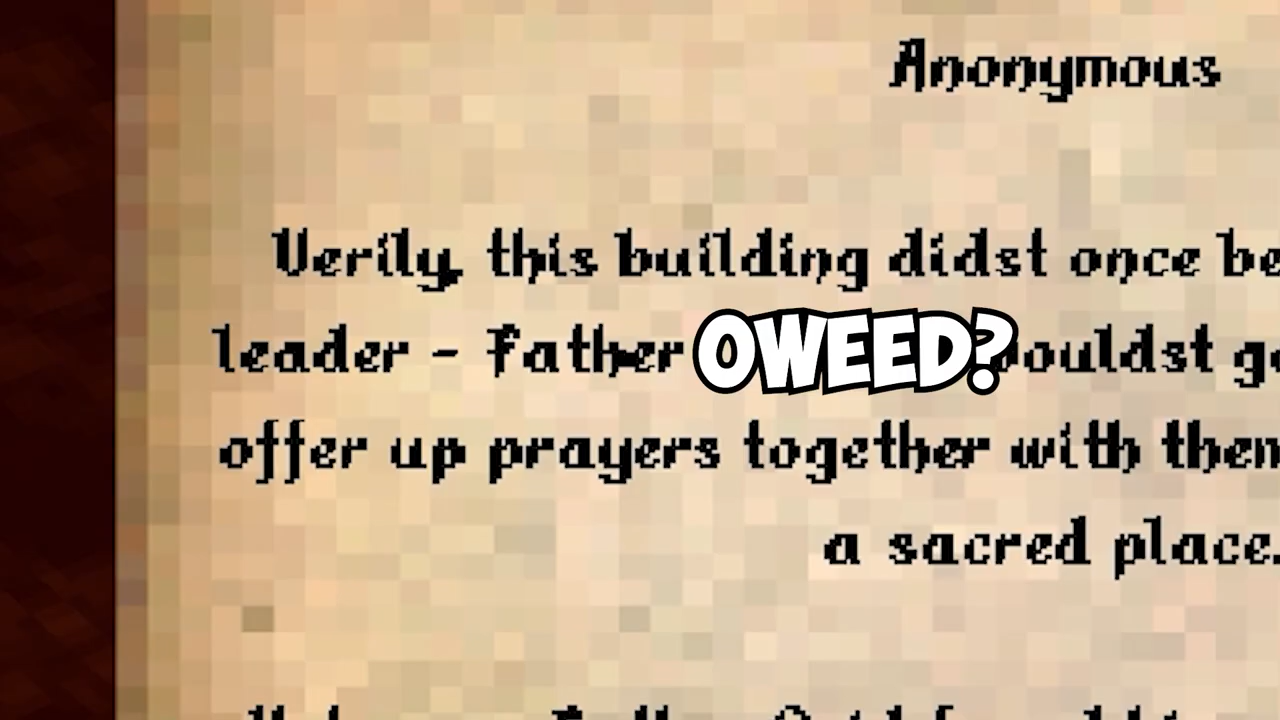 Anonymous
Verily, this building didst once be
leader - Father OWEED? wouldst go
offer up prayers together with them
a sacred place.